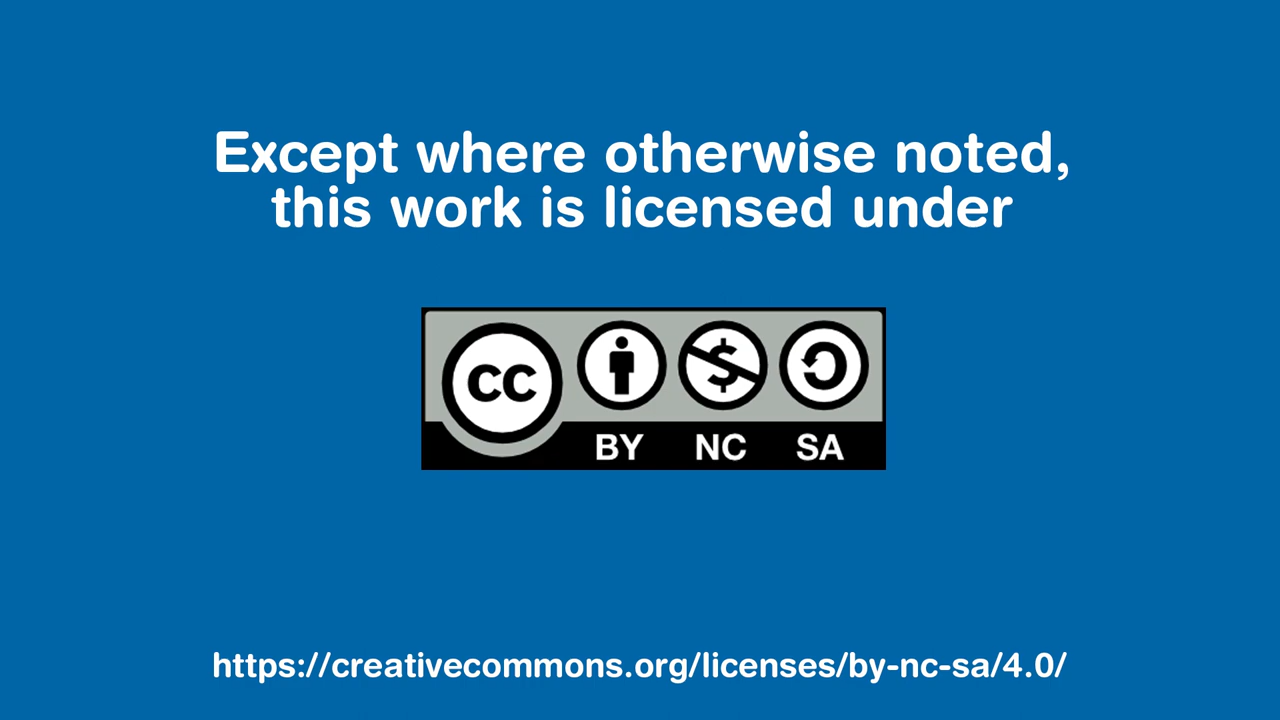 Except where otherwise noted,
this work is licensed under
cc
BY NC SA
https://creativecommons.org/licenses/by-nc-sa/4.0/